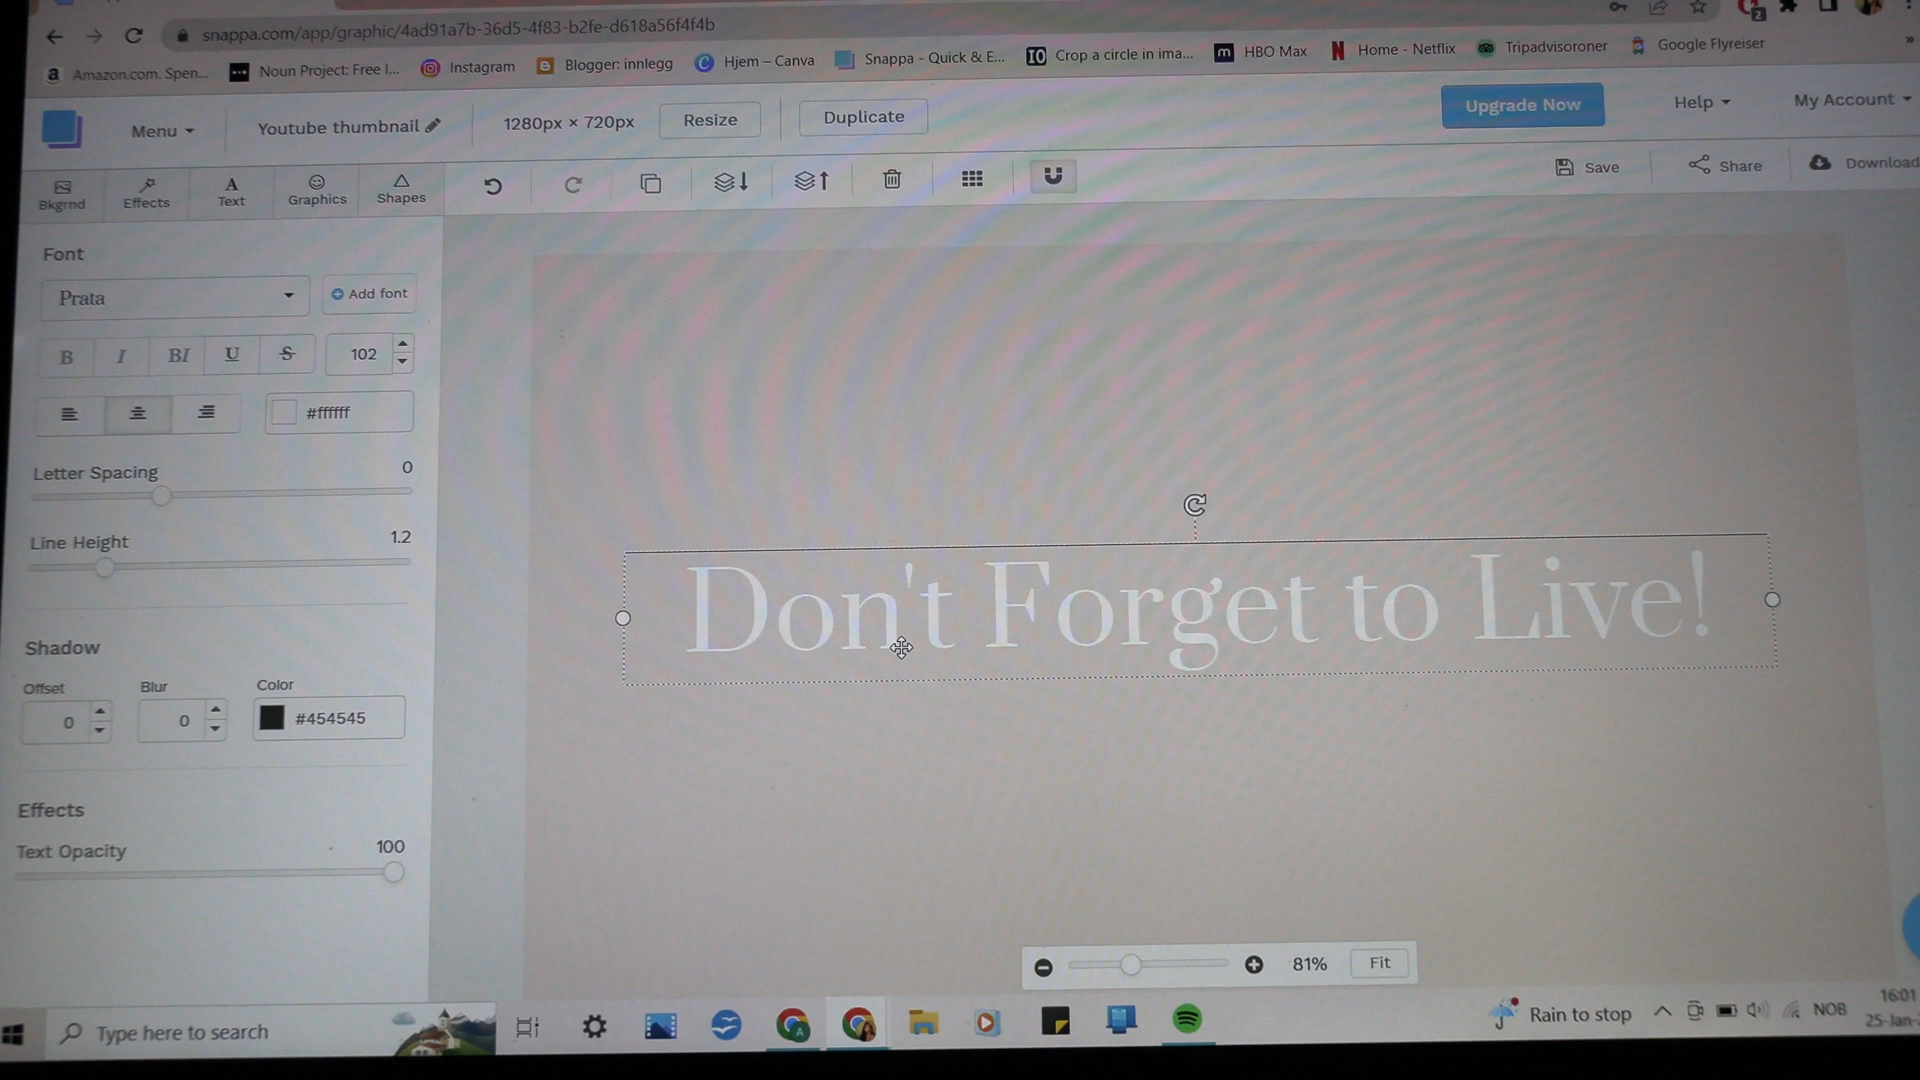 snappa.com/app/graphic/4ad91a7b-36d5-4f83-b2fe-d618a56f4f4b
2
a Amazon.com. Spen... Noun Project: Free I... Instagram Blogger: innlegg Hjem – Canva Snappa - Quick & E... IO Crop a circle in ima... m HBO Max N Home - Netflix Tripadvisoroner Google Flyreiser »
Menu Youtube thumbnail 1280px × 720px Resize Duplicate Upgrade Now Help My Account
Bkgrnd Effects Text Graphics Shapes Save Share Download
Font
Prata Add font
B I BI U S 102
#ffffff
Letter Spacing 0
Line Height 1.2
Don't Forget to Live!
Shadow
Offset Blur Color
0 0 #454545
Effects
Text Opacity 100
81% Fit
Type here to search Rain to stop NOB 16:01
25-Jan-